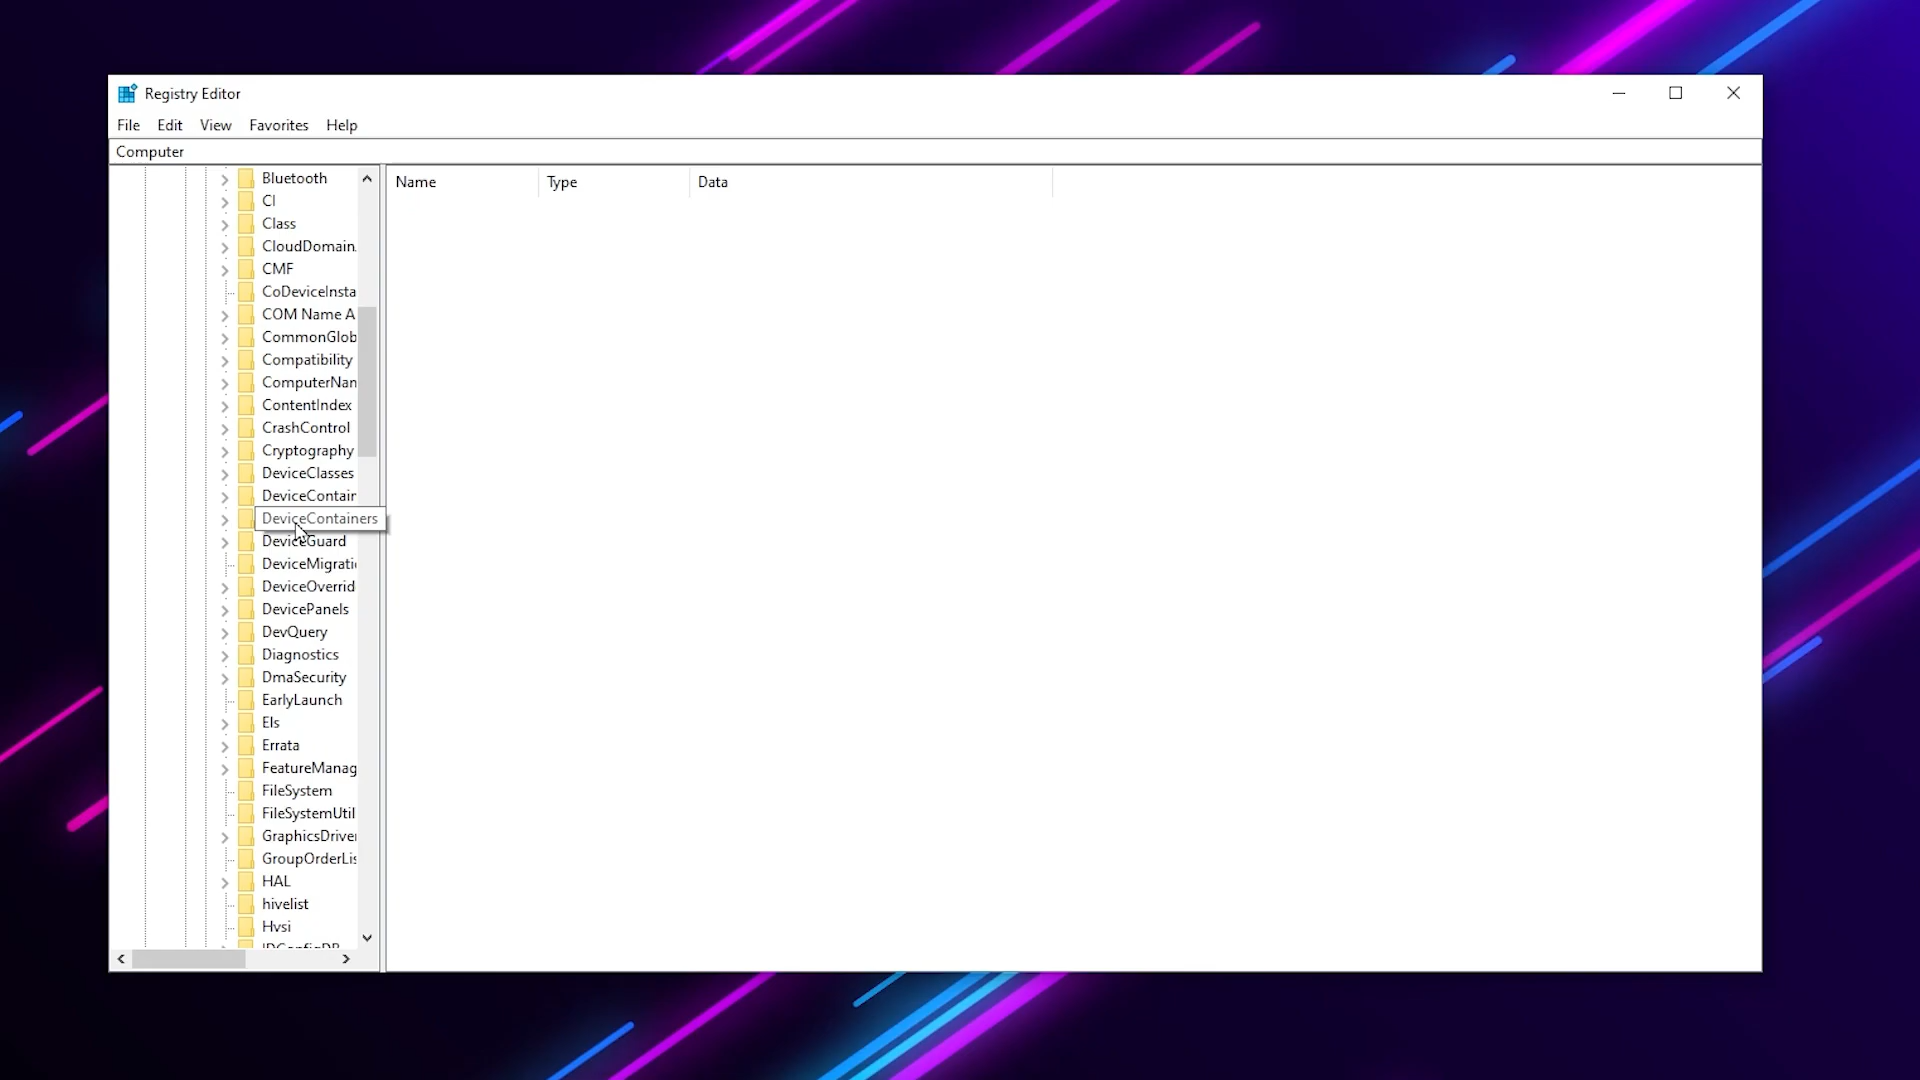 Registry Editor
File Edit View Favorites Help
Computer
Name Type Data
Bluetooth
CI
Class
CloudDomain.
CMF
CoDeviceInsta
COM Name A
CommonGlob
Compatibility
ComputerNan
ContentIndex
CrashControl
Cryptography
DeviceClasses
DeviceContair
DeviceContainers
DeviceGuard
DeviceMigrati
DeviceOverrid
DevicePanels
DevQuery
Diagnostics
DmaSecurity
EarlyLaunch
Els
Errata
FeatureManag
FileSystem
FileSystemUtil
GraphicsDrive
GroupOrderLis
HAL
hivelist
Hvsi
IDConfigDB